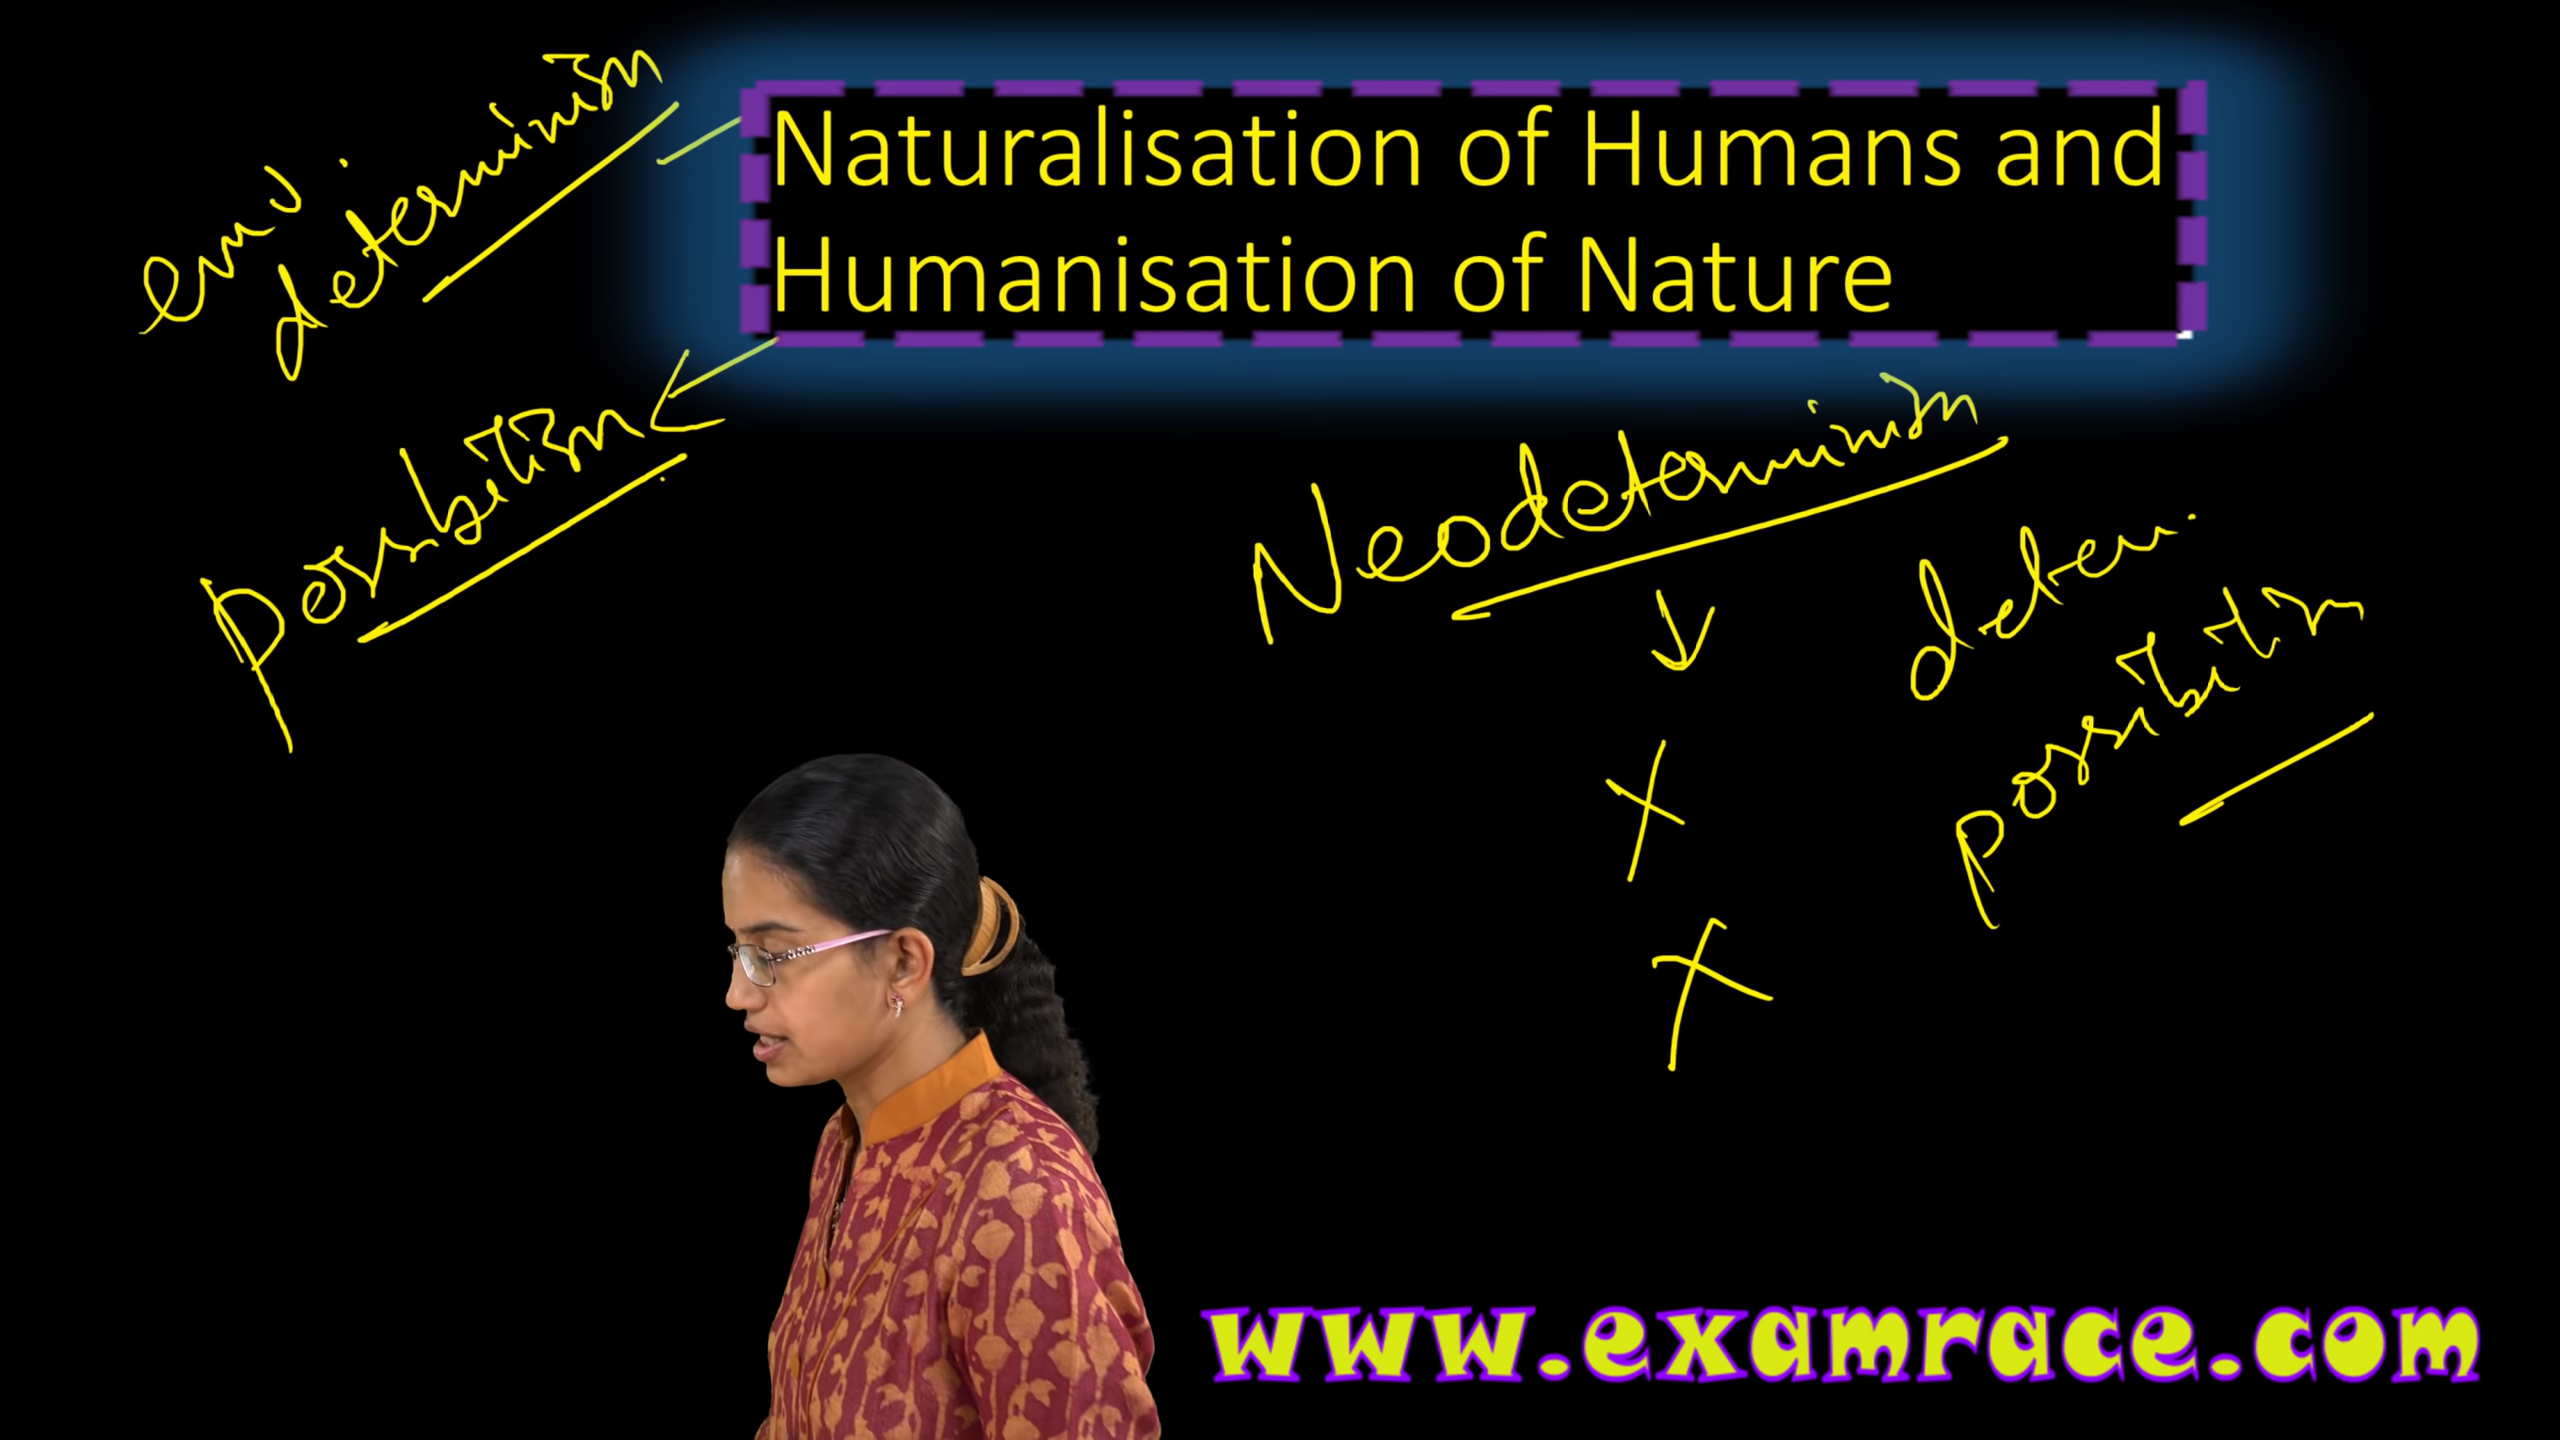 env.
determinism
Naturalisation of Humans and
Humanisation of Nature
possibilism
Neodeterminism
deter.
possibilism
www.examrace.com